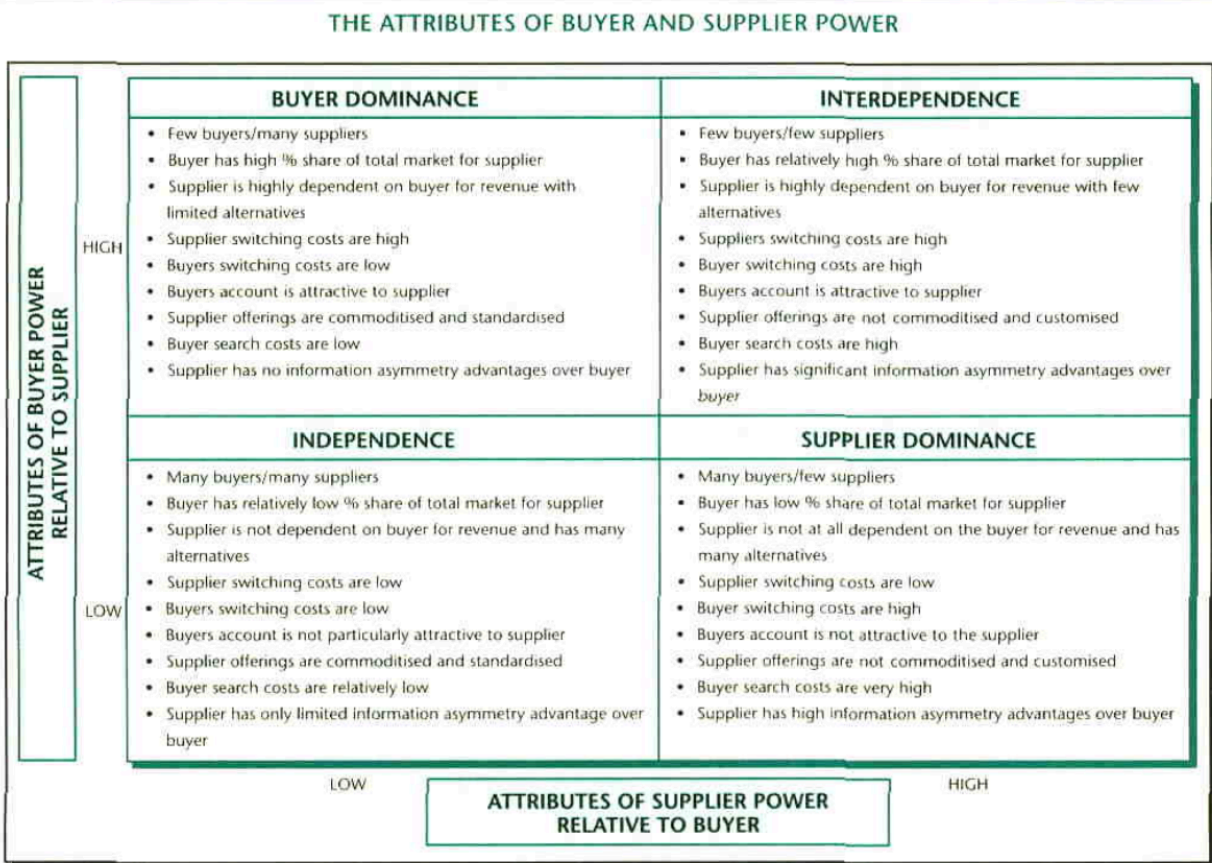 THE ATTRIBUTES OF BUYER AND SUPPLIER POWER
ATTRIBUTES OF BUYER POWER
RELATIVE TO SUPPLIER
HIGH
BUYER DOMINANCE
• Few buyers/many suppliers
• Buyer has high % share of total market for supplier
• Supplier is highly dependent on buyer for revenue with
limited alternatives
• Supplier switching costs are high
• Buyers switching costs are low
• Buyers account is attractive to supplier
• Supplier offerings are commoditised and standardised
• Buyer search costs are low
• Supplier has no information asymmetry advantages over buyer
INTERDEPENDENCE
• Few buyers/few suppliers
• Buyer has relatively high % share of total market for supplier
• Supplier is highly dependent on buyer for revenue with few
alternatives
• Suppliers switching costs are high
• Buyer switching costs are high
• Buyers account is attractive to supplier
• Supplier offerings are not commoditised and customised
• Buyer search costs are high
• Supplier has significant information asymmetry advantages over
buyer
LOW
INDEPENDENCE
• Many buyers/many suppliers
• Buyer has relatively low % share of total market for supplier
• Supplier is not dependent on buyer for revenue and has many
alternatives
• Supplier switching costs are low
• Buyers switching costs are low
• Buyers account is not particularly attractive to supplier
• Supplier offerings are commoditised and standardised
• Buyer search costs are relatively low
• Supplier has only limited information asymmetry advantage over
buyer
SUPPLIER DOMINANCE
• Many buyers/few suppliers
• Buyer has low % share of total market for supplier
• Supplier is not at all dependent on the buyer for revenue and has
many alternatives
• Supplier switching costs are low
• Buyer switching costs are high
• Buyers account is not attractive to the supplier
• Supplier offerings are not commoditised and customised
• Buyer search costs are very high
• Supplier has high information asymmetry advantages over buyer
LOW
HIGH
ATTRIBUTES OF SUPPLIER POWER
RELATIVE TO BUYER